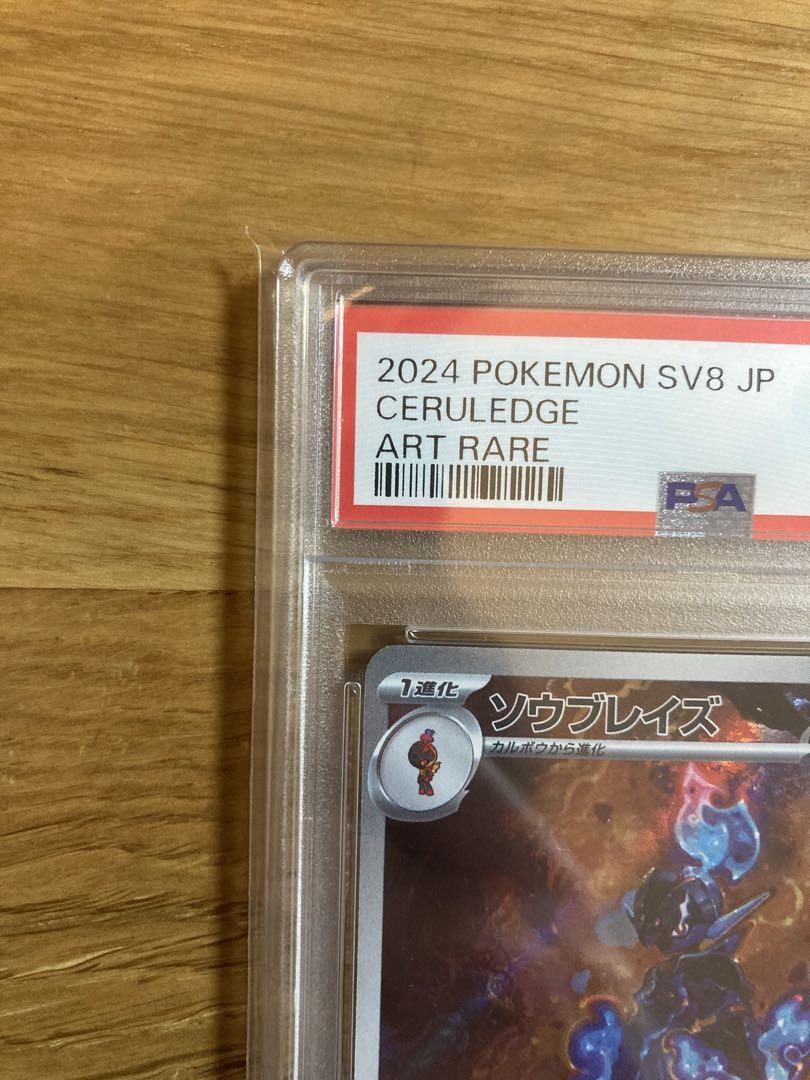 2024 POKEMON SV8 JP
CERULEDGE
ART RARE
PSA
1進化
ソウブレイズ
カルボウから進化